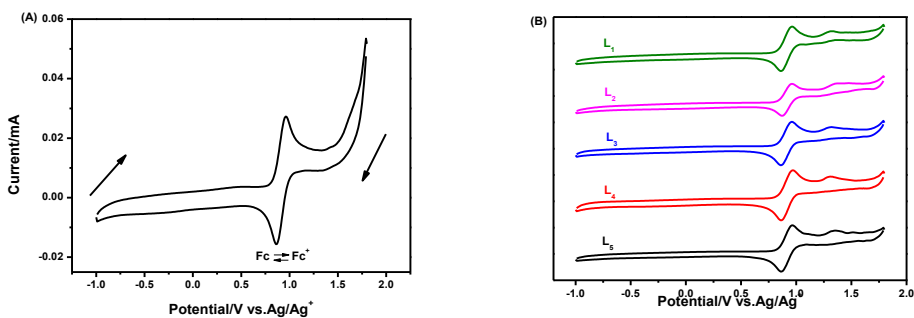 (A)
0.06
0.04
0.02
0.00
-0.02
Current/mA
Fc ⇌ Fc+
-1.0 -0.5 0.0 0.5 1.0 1.5 2.0
Potential/V vs.Ag/Ag+
(B)
L1
L2
L3
L4
L5
-1.0 -0.5 0.0 0.5 1.0 1.5 2.0
Potential/V vs.Ag/Ag